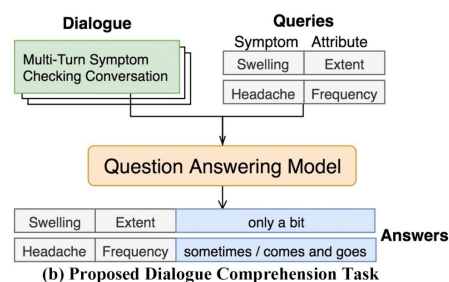 Dialogue
Queries
Symptom Attribute
Multi-Turn Symptom
Checking Conversation
Swelling Extent
Headache Frequency
Question Answering Model
Swelling Extent only a bit
Answers
Headache Frequency sometimes / comes and goes
(b) Proposed Dialogue Comprehension Task